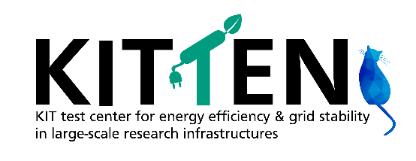 KITTEN
KIT test center for energy efficiency & grid stability
in large-scale research infrastructures